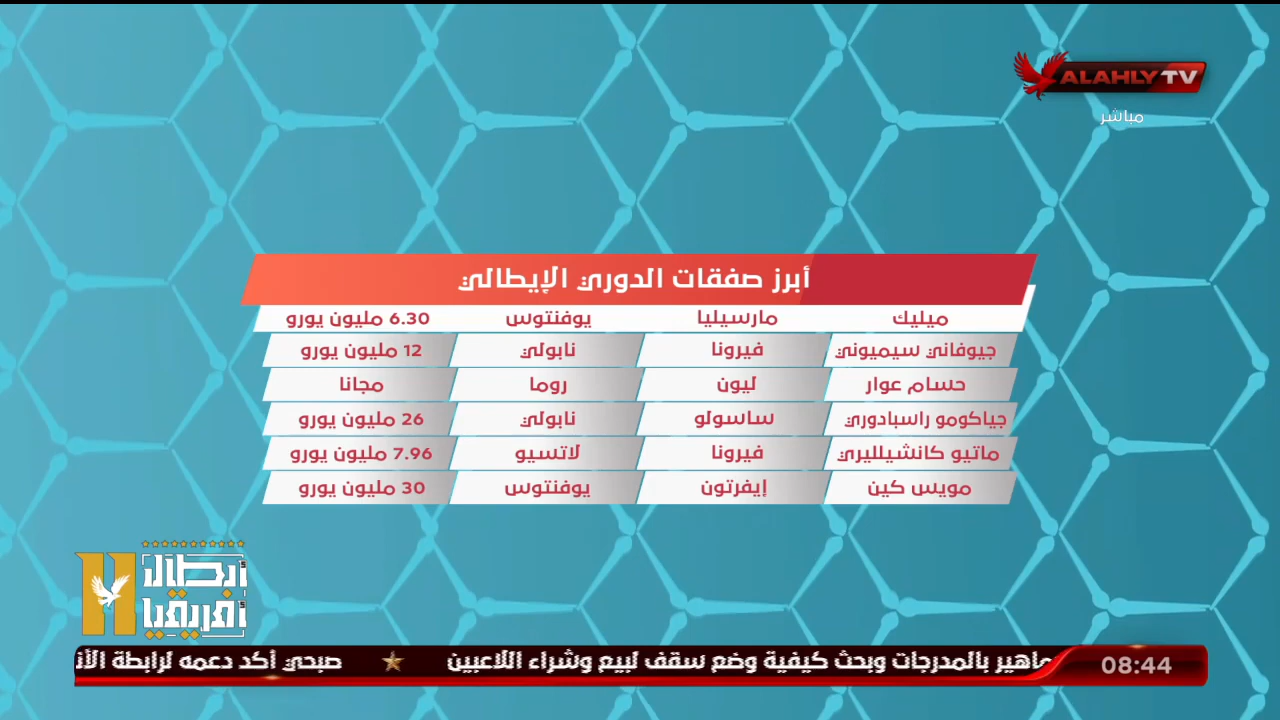 ALAHLY TV
مباشر
أبرز صفقات الدوري الإيطالي
ميليك مارسيليا يوفنتوس 6.30 مليون يورو
جيوفاني سيميوني فيرونا نابولي 12 مليون يورو
حسام عوار ليون روما مجانا
جياكومو راسبادوري ساسولو نابولي 26 مليون يورو
ماتيو كانشيلليري فيرونا لاتسيو 7.96 مليون يورو
مويس كين إيفرتون يوفنتوس 30 مليون يورو
أبطال
أفريقيا
11
08:44
ماهير بالمدرجات وبحث كيفية وضع سقف لبيع وشراء اللاعبين ★ صبحي أكد دعمه لرابطة الأن